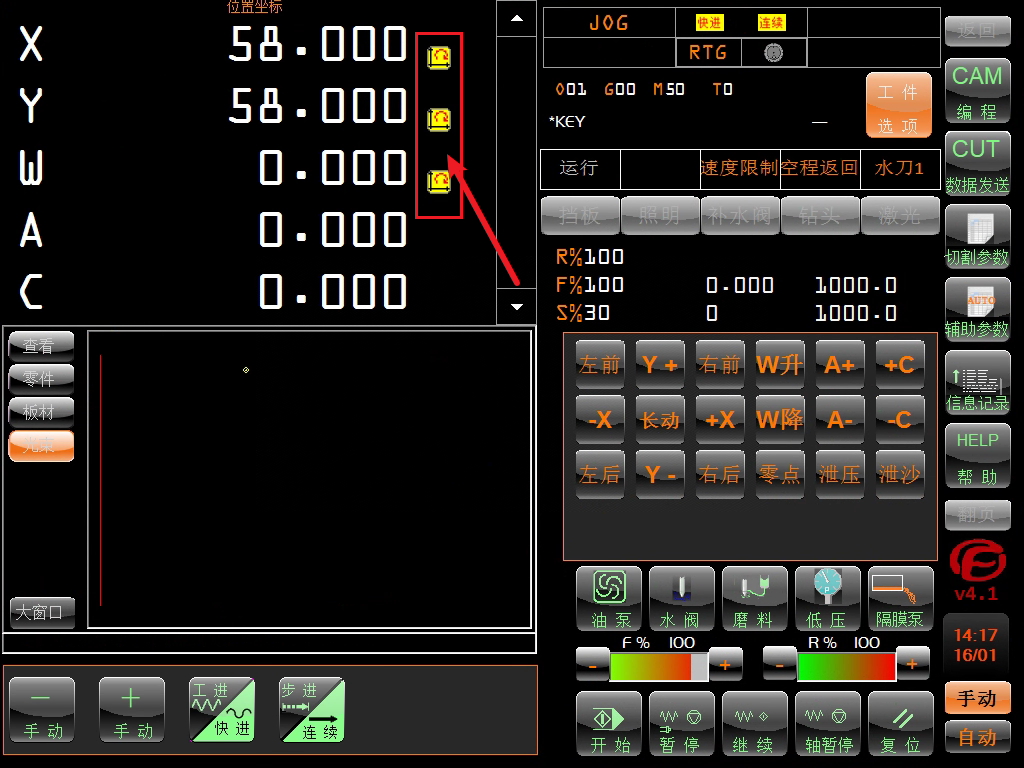 位置坐标
X 58.000
Y 58.000
W 0.000
A 0.000
C 0.000
JOG 快进 连续
RTG
O01 G00 M50 T0
*KEY
工件
选项
运行 速度限制 空程返回 水刀1
挡板 照明 补水阀 钻头 激光
R%100
F%100 0.000 1000.0
S%30 0 1000.0
查看
零件
板材
光束
大窗口
左前 Y + 右前 W升 A+ +C
-X 长动 +X W降 A- -C
左后 Y - 右后 零点 泄压 泄沙
油泵 水阀 磨料 低压 隔膜泵
F % 100 R % 100
- + - +
开始 暂停 继续 轴暂停 复位
— 手动
+ 手动
工进
快进
步进
连续
返回
CAM
编程
CUT
数据发送
切割参数
AUTO
辅助参数
信息记录
HELP
帮助
翻页
v4.1
14:17
16/01
手动
自动